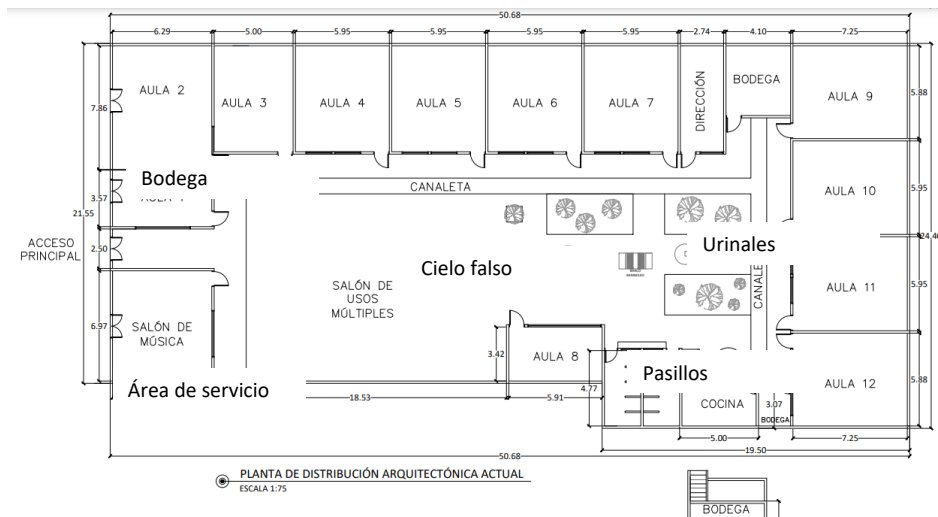 50.68
6.29 5.00 5.95 5.95 5.95 5.95 2.74 4.10 7.25
AULA 2
AULA 3
AULA 4
AULA 5
AULA 6
AULA 7
DIRECCIÓN
BODEGA
AULA 9
5.88
7.86
Bodega
CANALETA
AULA 10
5.95
3.57
21.55
ACCESO
PRINCIPAL
2.50
Urinales
24.46
Cielo falso
SALÓN DE
USOS
MÚLTIPLES
AULA 11
5.95
6.97
SALÓN DE
MÚSICA
3.42
AULA 8
Área de servicio
Pasillos
4.77
AULA 12
5.88
18.53
5.91
COCINA
3.07
BODEGA
5.00
7.25
19.50
50.68
PLANTA DE DISTRIBUCIÓN ARQUITECTÓNICA ACTUAL
ESCALA 1:75
BODEGA